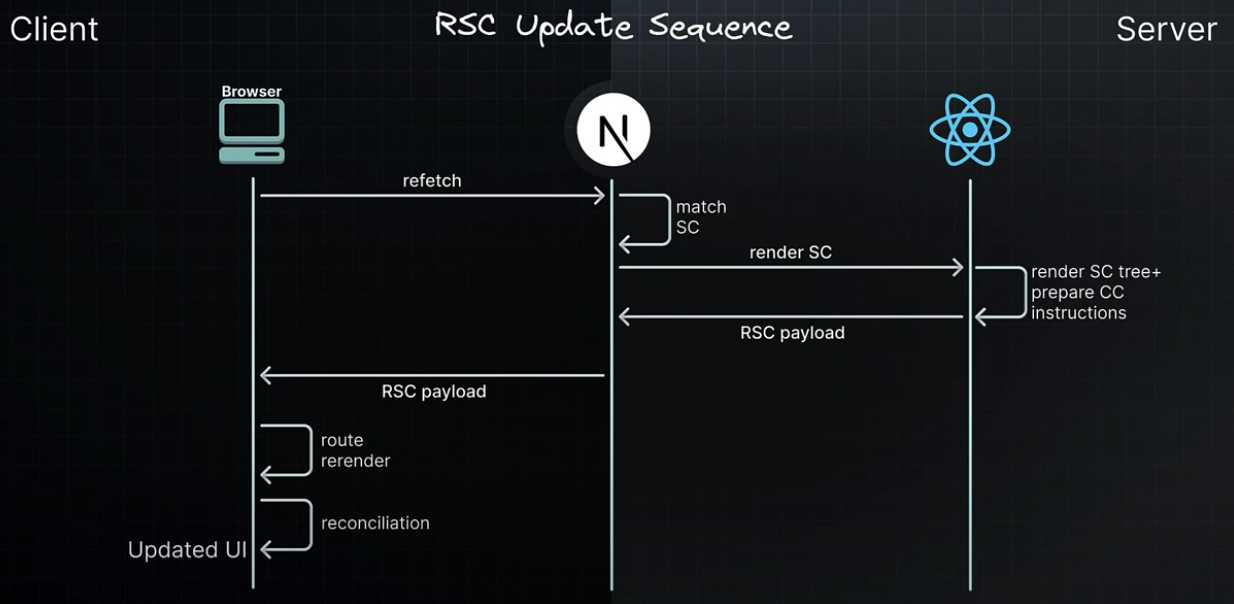 Client
RSC Update Sequence
Server
Browser
refetch
match
SC
render SC
render SC tree+
prepare CC
instructions
RSC payload
RSC payload
route
rerender
reconciliation
Updated UI